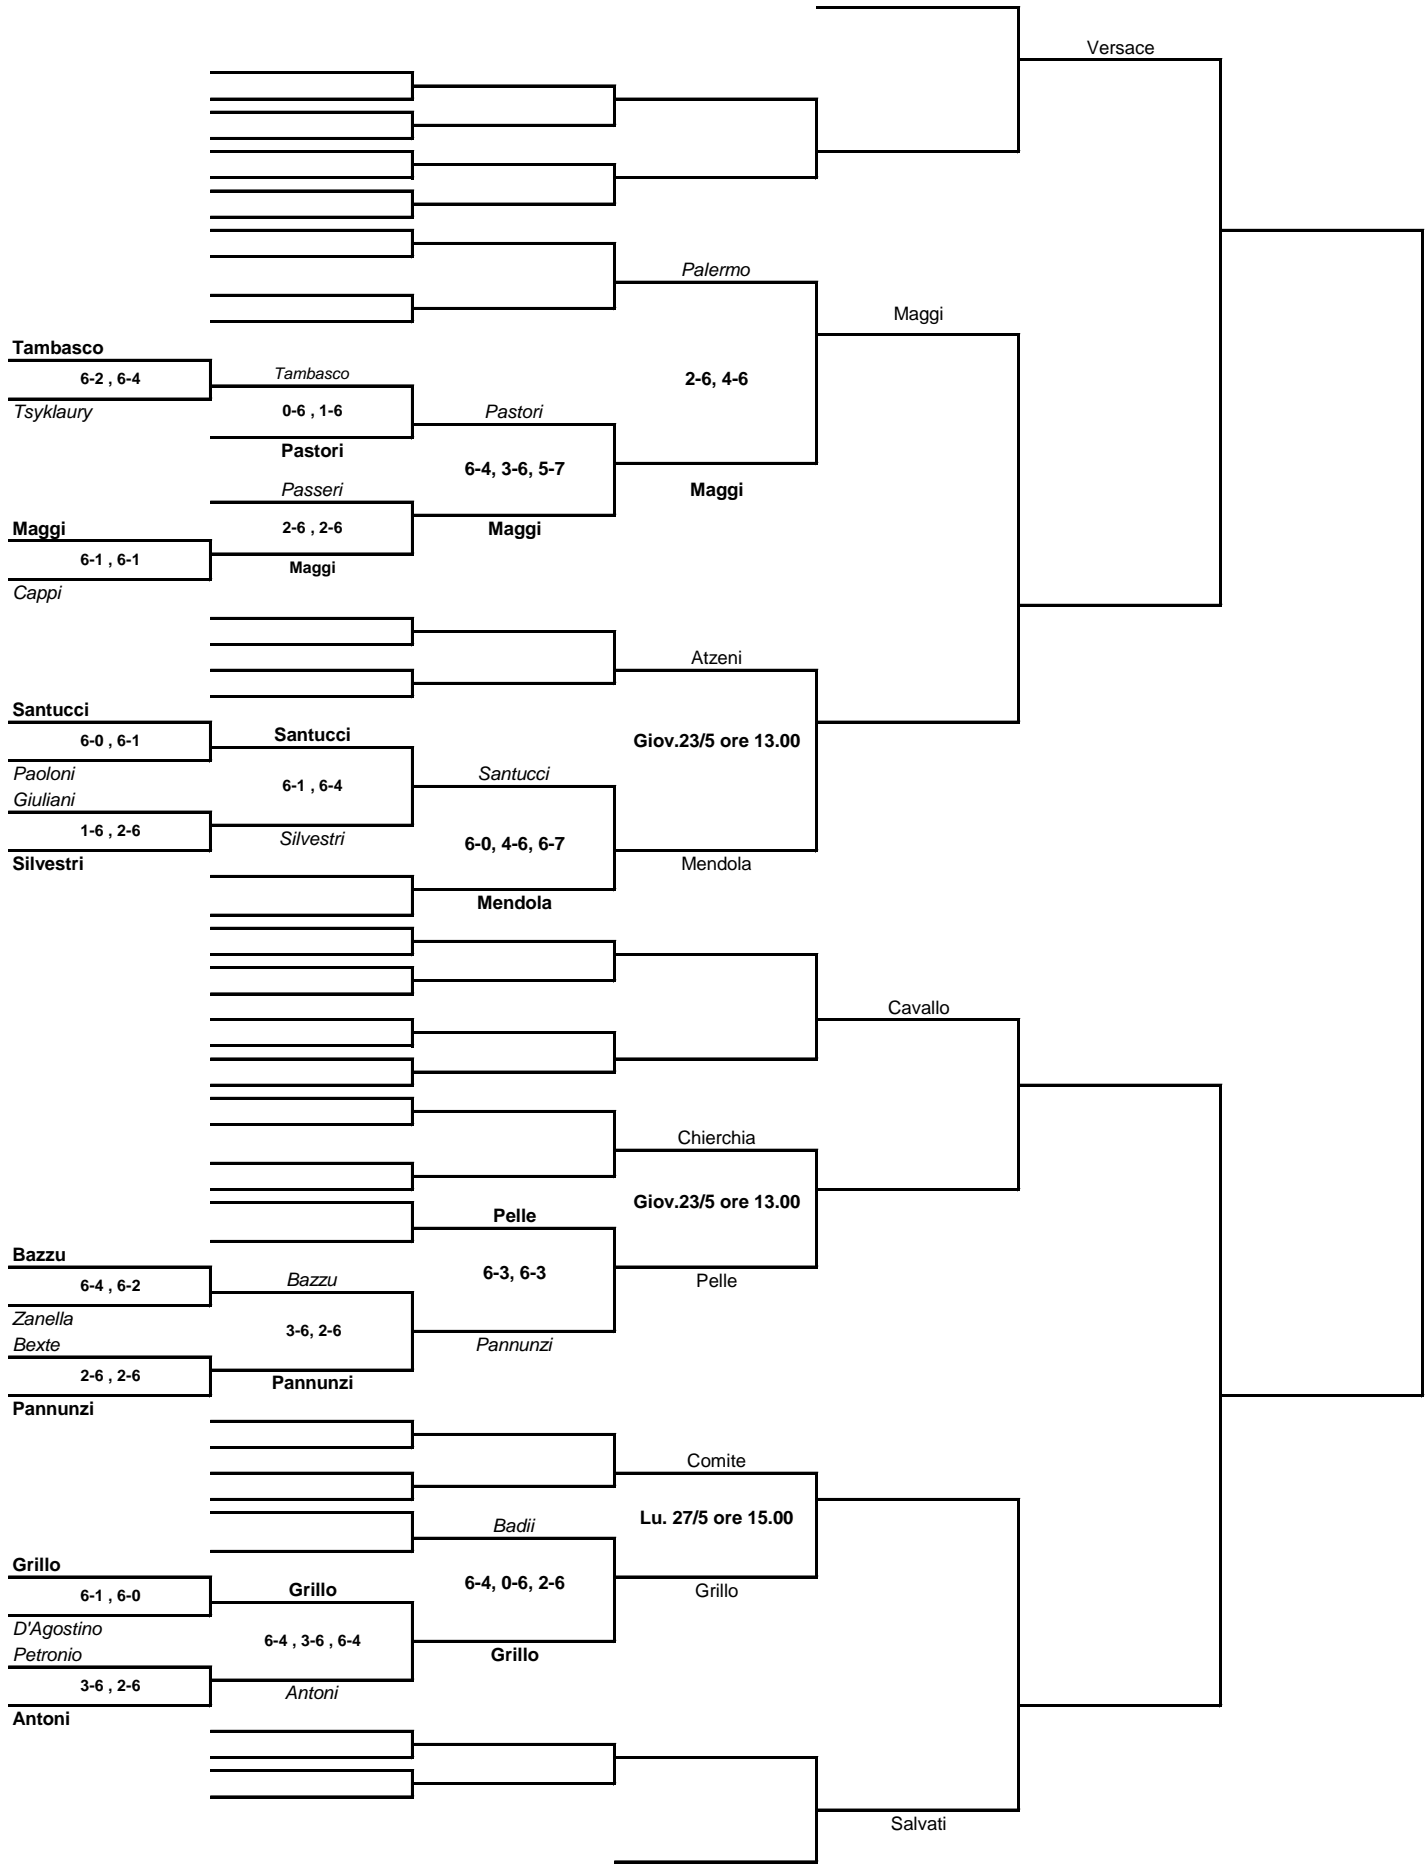 Versace
Palermo
Maggi
Tambasco
6-2 , 6-4
Tambasco
2-6, 4-6
Tsyklaury
0-6 , 1-6
Pastori
Pastori
6-4, 3-6, 5-7
Passeri
Maggi
Maggi
2-6 , 2-6
Maggi
6-1 , 6-1
Maggi
Cappi
Atzeni
Santucci
6-0 , 6-1
Santucci
Giov.23/5 ore 13.00
Paoloni
Santucci
Giuliani
6-1 , 6-4
1-6 , 2-6
Silvestri
6-0, 4-6, 6-7
Silvestri
Mendola
Mendola
Cavallo
Chierchia
Giov.23/5 ore 13.00
Pelle
Bazzu
6-4 , 6-2
Bazzu
6-3, 6-3
Pelle
Zanella
3-6, 2-6
Bexte
Pannunzi
2-6 , 2-6
Pannunzi
Pannunzi
Comite
Lu. 27/5 ore 15.00
Badii
Grillo
6-1 , 6-0
Grillo
6-4, 0-6, 2-6
Grillo
D'Agostino
6-4 , 3-6 , 6-4
Petronio
Grillo
3-6 , 2-6
Antoni
Antoni
Salvati